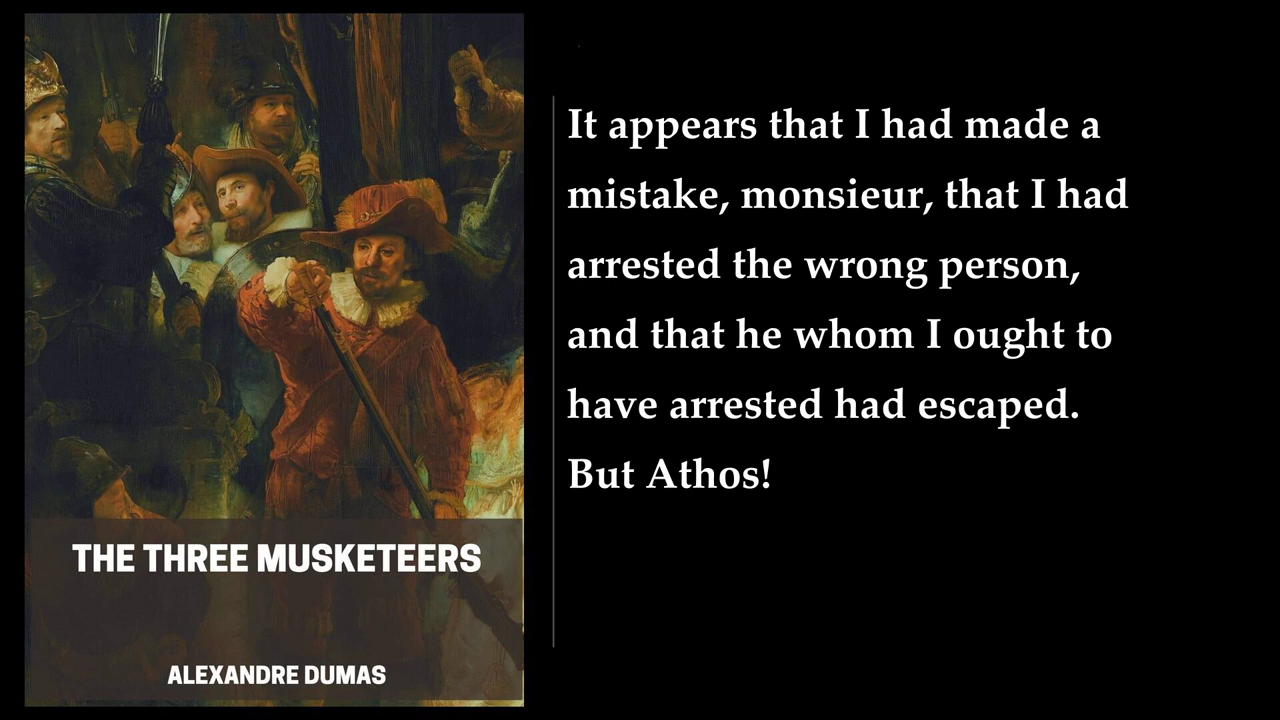 THE THREE MUSKETEERS
ALEXANDRE DUMAS
It appears that I had made a
mistake, monsieur, that I had
arrested the wrong person,
and that he whom I ought to
have arrested had escaped.
But Athos!